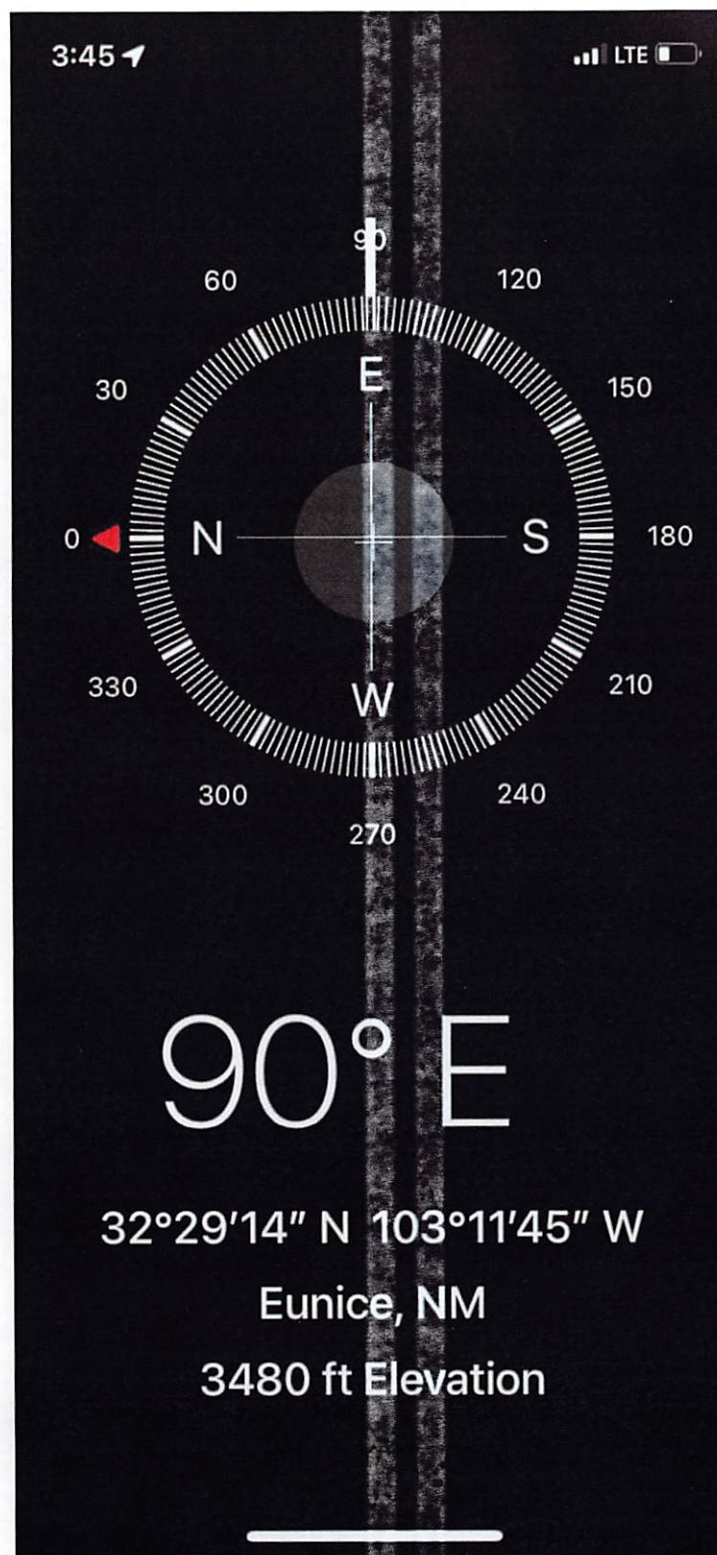 3:45 LTE
90
60 120
30 150
E
0 N S 180
W
330 210
300 240
270
90° E
32°29′14″ N 103°11′45″ W
Eunice, NM
3480 ft Elevation